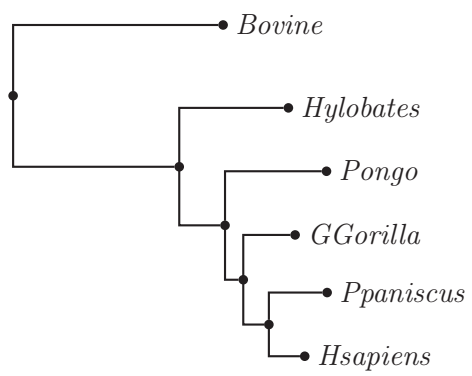 Bovine
Hylobates
Pongo
GGorilla
Ppaniscus
Hsapiens